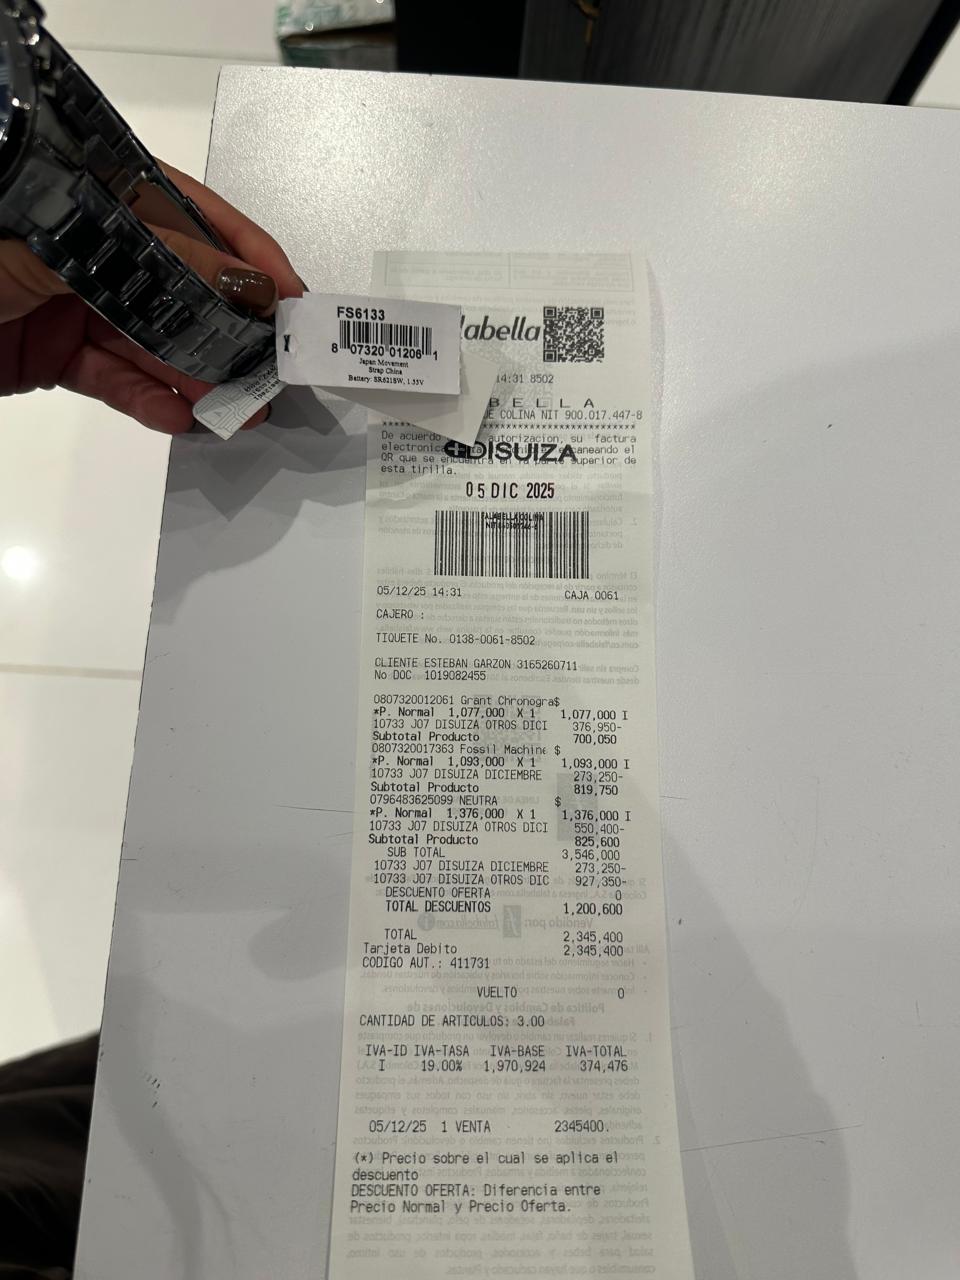 FS6133
8 07320 01206 1
Japan Movement
Strap China
Battery: SR621SW, 1.55V
labella
14:31 8502
B E L L A
DE COLINA NIT 900.017.447-8
De acuerdo autorizacion, su factura
electronica escaneando el
QR que se encuentra en la parte superior de
esta tirilla.
DISUIZA
05 DIC 2025
FALABELLA COLINA
05/12/25 14:31 CAJA 0061
CAJERO :
TIQUETE No. 0138-0061-8502
CLIENTE ESTEBAN GARZON 3165260711
No DOC 1019082455
0807320012061 Grant Chronogra$
*P. Normal 1,077,000 X 1 1,077,000 I
10733 J07 DISUIZA OTROS DICI 376,950-
Subtotal Producto 700,050
0807320017363 Fossil Machine $
*P. Normal 1,093,000 X 1 1,093,000 I
10733 J07 DISUIZA DICIEMBRE 273,250-
Subtotal Producto 819,750
0796483625099 NEUTRA $
*P. Normal 1,376,000 X 1 1,376,000 I
10733 J07 DISUIZA OTROS DICI 550,400-
Subtotal Producto 825,600
SUB TOTAL 3,546,000
10733 J07 DISUIZA DICIEMBRE 273,250-
10733 J07 DISUIZA OTROS DIC 927,350-
DESCUENTO OFERTA 0
TOTAL DESCUENTOS 1,200,600
TOTAL 2,345,400
Tarjeta Debito 2,345,400
CODIGO AUT.: 411731
VUELTO 0
CANTIDAD DE ARTICULOS: 3.00
IVA-ID IVA-TASA IVA-BASE IVA-TOTAL
I 19.00% 1,970,924 374,476
05/12/25 1 VENTA 2345400.
(*) Precio sobre el cual se aplica el
descuento
DESCUENTO OFERTA: Diferencia entre
Precio Normal y Precio Oferta.